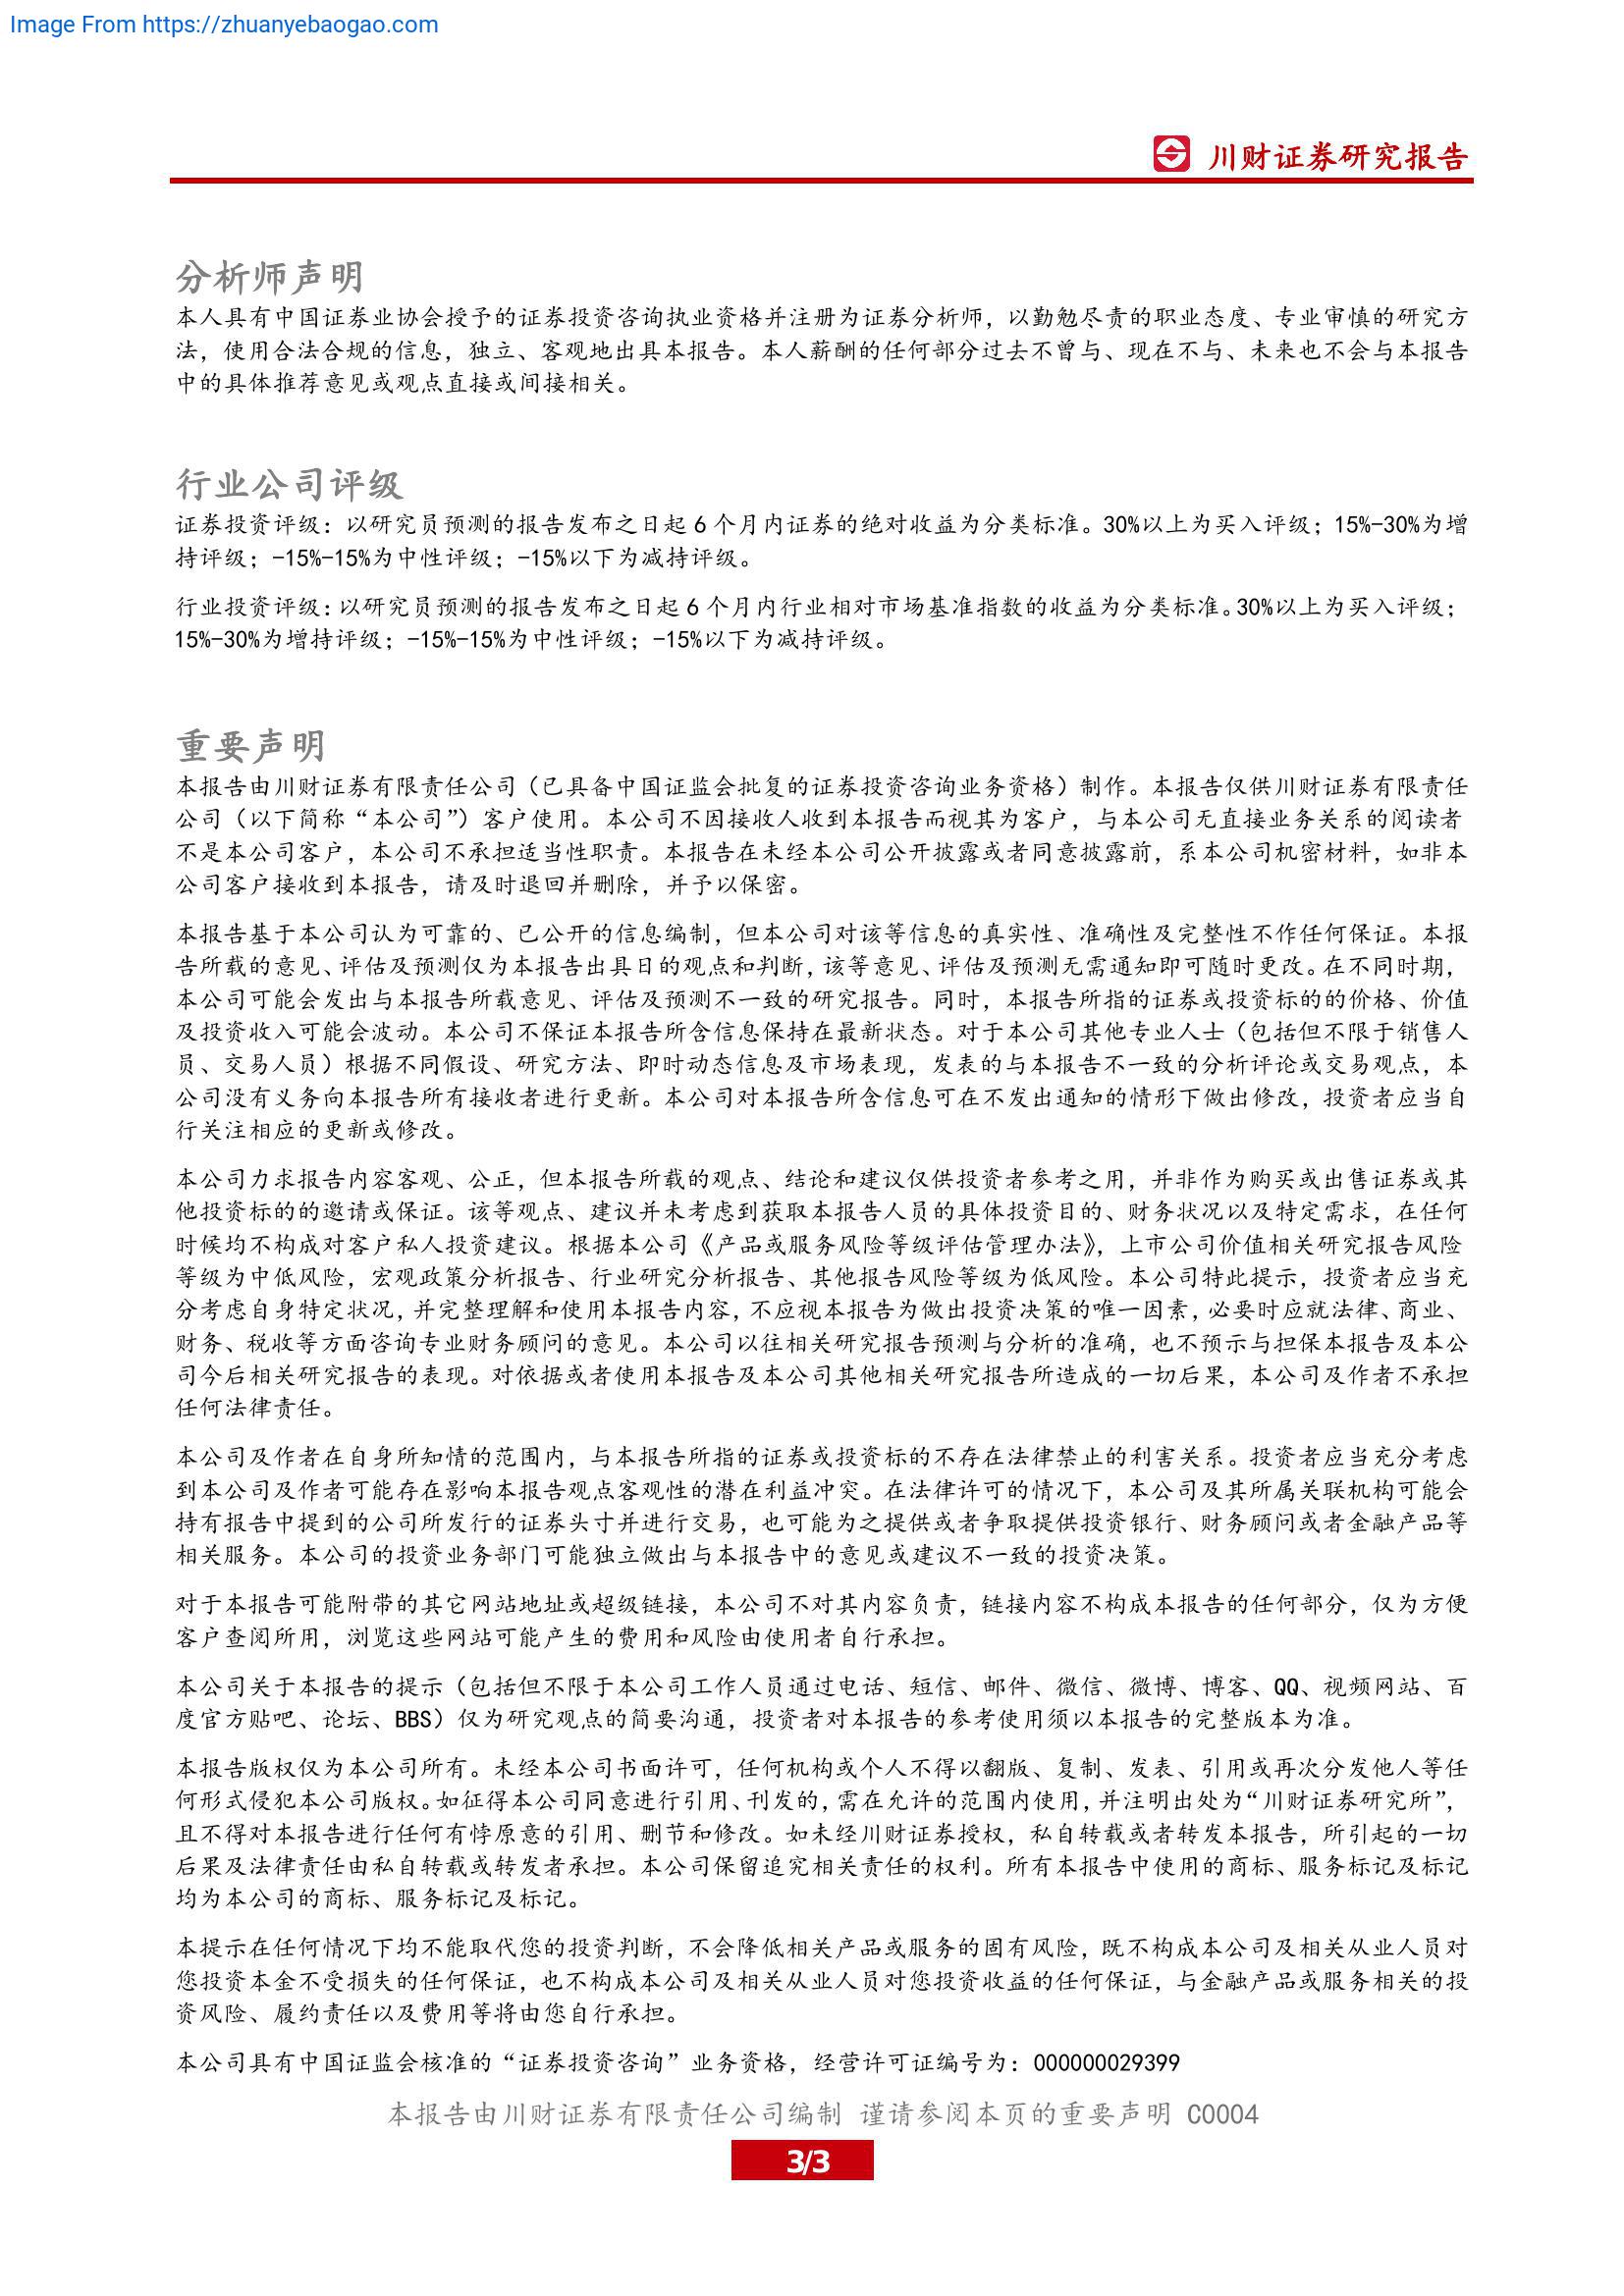 Image From https://zhuanyebaogao.com
川财证券研究报告
分析师声明
本人具有中国证券业协会授予的证券投资咨询执业资格并注册为证券分析师，以勤勉尽责的职业态度、专业审慎的研究方
法，使用合法合规的信息，独立、客观地出具本报告。本人薪酬的任何部分过去不曾与、现在不与、未来也不会与本报告
中的具体推荐意见或观点直接或间接相关。
行业公司评级
证券投资评级：以研究员预测的报告发布之日起 6 个月内证券的绝对收益为分类标准。30%以上为买入评级；15%-30%为增
持评级；-15%-15%为中性评级；-15%以下为减持评级。
行业投资评级：以研究员预测的报告发布之日起 6 个月内行业相对市场基准指数的收益为分类标准。30%以上为买入评级；
15%-30%为增持评级；-15%-15%为中性评级；-15%以下为减持评级。
重要声明
本报告由川财证券有限责任公司（已具备中国证监会批复的证券投资咨询业务资格）制作。本报告仅供川财证券有限责任
公司（以下简称“本公司”）客户使用。本公司不因接收人收到本报告而视其为客户，与本公司无直接业务关系的阅读者
不是本公司客户，本公司不承担适当性职责。本报告在未经本公司公开披露或者同意披露前，系本公司机密材料，如非本
公司客户接收到本报告，请及时退回并删除，并予以保密。
本报告基于本公司认为可靠的、已公开的信息编制，但本公司对该等信息的真实性、准确性及完整性不作任何保证。本报
告所载的意见、评估及预测仅为本报告出具日的观点和判断，该等意见、评估及预测无需通知即可随时更改。在不同时期，
本公司可能会发出与本报告所载意见、评估及预测不一致的研究报告。同时，本报告所指的证券或投资标的的价格、价值
及投资收入可能会波动。本公司不保证本报告所含信息保持在最新状态。对于本公司其他专业人士（包括但不限于销售人
员、交易人员）根据不同假设、研究方法、即时动态信息及市场表现，发表的与本报告不一致的分析评论或交易观点，本
公司没有义务向本报告所有接收者进行更新。本公司对本报告所含信息可在不发出通知的情形下做出修改，投资者应当自
行关注相应的更新或修改。
本公司力求报告内容客观、公正，但本报告所载的观点、结论和建议仅供投资者参考之用，并非作为购买或出售证券或其
他投资标的的邀请或保证。该等观点、建议并未考虑到获取本报告人员的具体投资目的、财务状况以及特定需求，在任何
时候均不构成对客户私人投资建议。根据本公司《产品或服务风险等级评估管理办法》，上市公司价值相关研究报告风险
等级为中低风险，宏观政策分析报告、行业研究分析报告、其他报告风险等级为低风险。本公司特此提示，投资者应当充
分考虑自身特定状况，并完整理解和使用本报告内容，不应视本报告为做出投资决策的唯一因素，必要时应就法律、商业、
财务、税收等方面咨询专业财务顾问的意见。本公司以往相关研究报告预测与分析的准确，也不预示与担保本报告及本公
司今后相关研究报告的表现。对依据或者使用本报告及本公司其他相关研究报告所造成的一切后果，本公司及作者不承担
任何法律责任。
本公司及作者在自身所知情的范围内，与本报告所指的证券或投资标的不存在法律禁止的利害关系。投资者应当充分考虑
到本公司及作者可能存在影响本报告观点客观性的潜在利益冲突。在法律许可的情况下，本公司及其所属关联机构可能会
持有报告中提到的公司所发行的证券头寸并进行交易，也可能为之提供或者争取提供投资银行、财务顾问或者金融产品等
相关服务。本公司的投资业务部门可能独立做出与本报告中的意见或建议不一致的投资决策。
对于本报告可能附带的其它网站地址或超级链接，本公司不对其内容负责，链接内容不构成本报告的任何部分，仅为方便
客户查阅所用，浏览这些网站可能产生的费用和风险由使用者自行承担。
本公司关于本报告的提示（包括但不限于本公司工作人员通过电话、短信、邮件、微信、微博、博客、QQ、视频网站、百
度官方贴吧、论坛、BBS）仅为研究观点的简要沟通，投资者对本报告的参考使用须以本报告的完整版本为准。
本报告版权仅为本公司所有。未经本公司书面许可，任何机构或个人不得以翻版、复制、发表、引用或再次分发他人等任
何形式侵犯本公司版权。如征得本公司同意进行引用、刊发的，需在允许的范围内使用，并注明出处为“川财证券研究所”，
且不得对本报告进行任何有悖原意的引用、删节和修改。如未经川财证券授权，私自转载或者转发本报告，所引起的一切
后果及法律责任由私自转载或转发者承担。本公司保留追究相关责任的权利。所有本报告中使用的商标、服务标记及标记
均为本公司的商标、服务标记及标记。
本提示在任何情况下均不能取代您的投资判断，不会降低相关产品或服务的固有风险，既不构成本公司及相关从业人员对
您投资本金不受损失的任何保证，也不构成本公司及相关从业人员对您投资收益的任何保证，与金融产品或服务相关的投
资风险、履约责任以及费用等将由您自行承担。
本公司具有中国证监会核准的“证券投资咨询”业务资格，经营许可证编号为：000000029399
本报告由川财证券有限责任公司编制 谨请参阅本页的重要声明 C0004
3/3